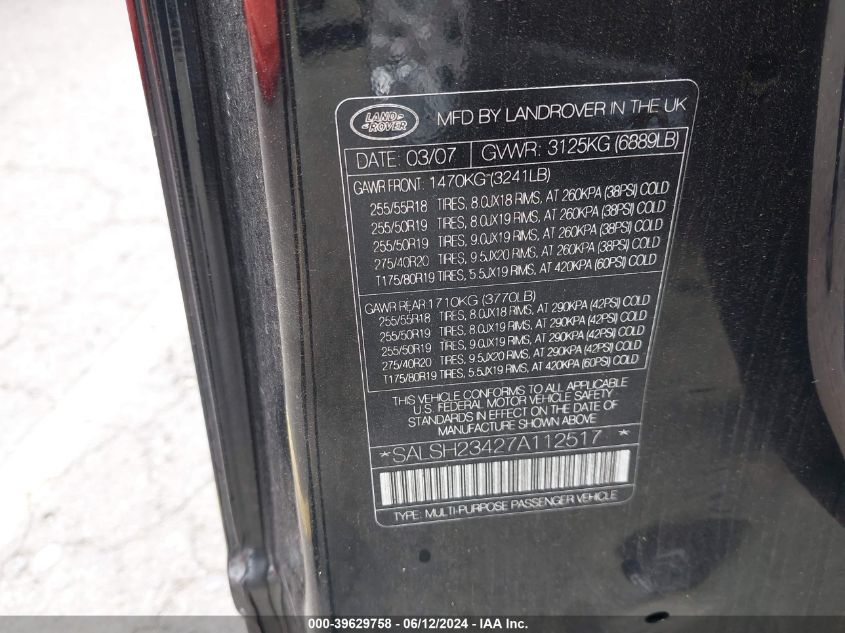 LAND
ROVER
MFD BY LANDROVER IN THE UK
DATE: 03/07 GVWR: 3125KG (6889LB)
GAWR FRONT: 1470KG (3241LB)
255/55R18 TIRES, 8.0JX18 RIMS, AT 260KPA (38PSI) COLD
255/50R19 TIRES, 8.0JX19 RIMS, AT 260KPA (38PSI) COLD
255/50R19 TIRES, 9.0JX19 RIMS, AT 260KPA (38PSI) COLD
275/40R20 TIRES, 9.5JX20 RIMS, AT 260KPA (38PSI) COLD
T175/80R19 TIRES, 5.5JX19 RIMS, AT 420KPA (60PSI) COLD
GAWR REAR 1710KG (3770LB)
255/55R18 TIRES, 8.0JX18 RIMS, AT 290KPA (42PSI) COLD
255/50R19 TIRES, 8.0JX19 RIMS, AT 290KPA (42PSI) COLD
255/50R19 TIRES, 9.0JX19 RIMS, AT 290KPA (42PSI) COLD
275/40R20 TIRES, 9.5JX20 RIMS, AT 290KPA (42PSI) COLD
T175/80R19 TIRES, 5.5JX19 RIMS, AT 420KPA (60PSI) COLD
THIS VEHICLE CONFORMS TO ALL APPLICABLE
U.S. FEDERAL MOTOR VEHICLE SAFETY
STANDARDS IN EFFECT ON THE DATE OF
MANUFACTURE SHOWN ABOVE
*SALSH23427A112517 *
TYPE: MULTI-PURPOSE PASSENGER VEHICLE
000-39629758 - 06/12/2024 - IAAI.COM